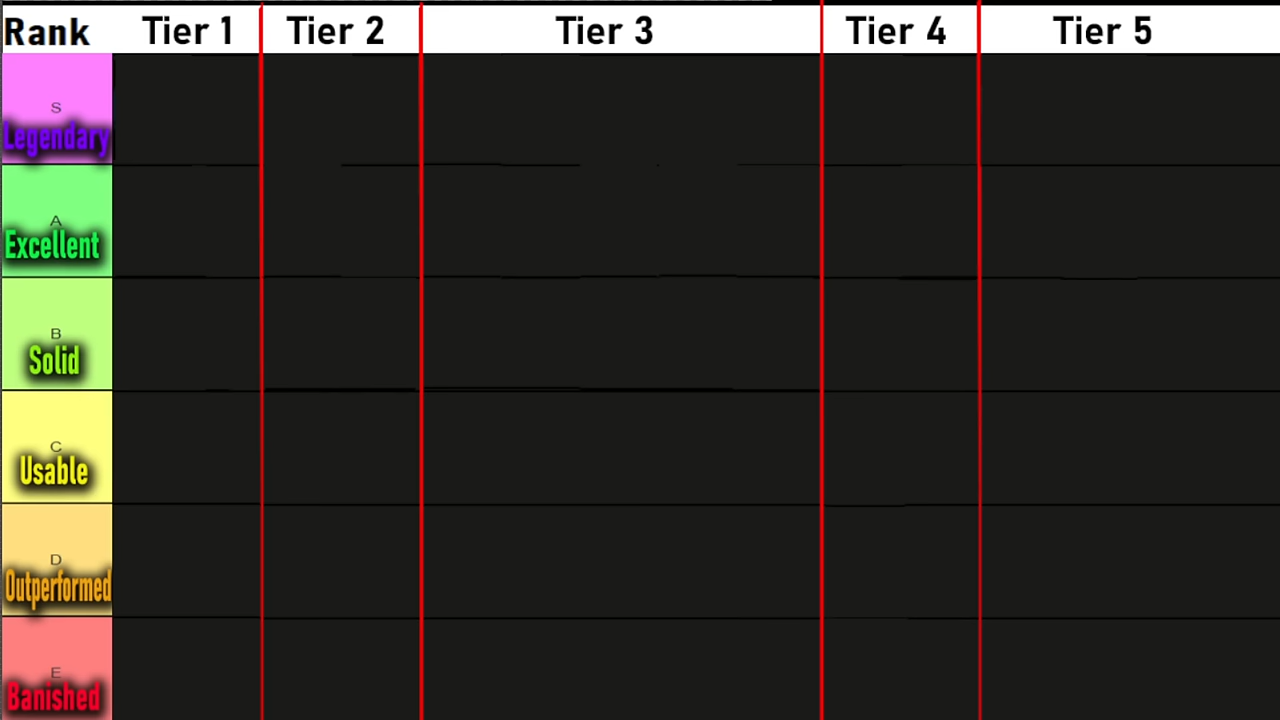 Rank Tier 1 Tier 2 Tier 3 Tier 4 Tier 5
S
Legendary
A
Excellent
B
Solid
C
Usable
D
Outperformed
E
Banished